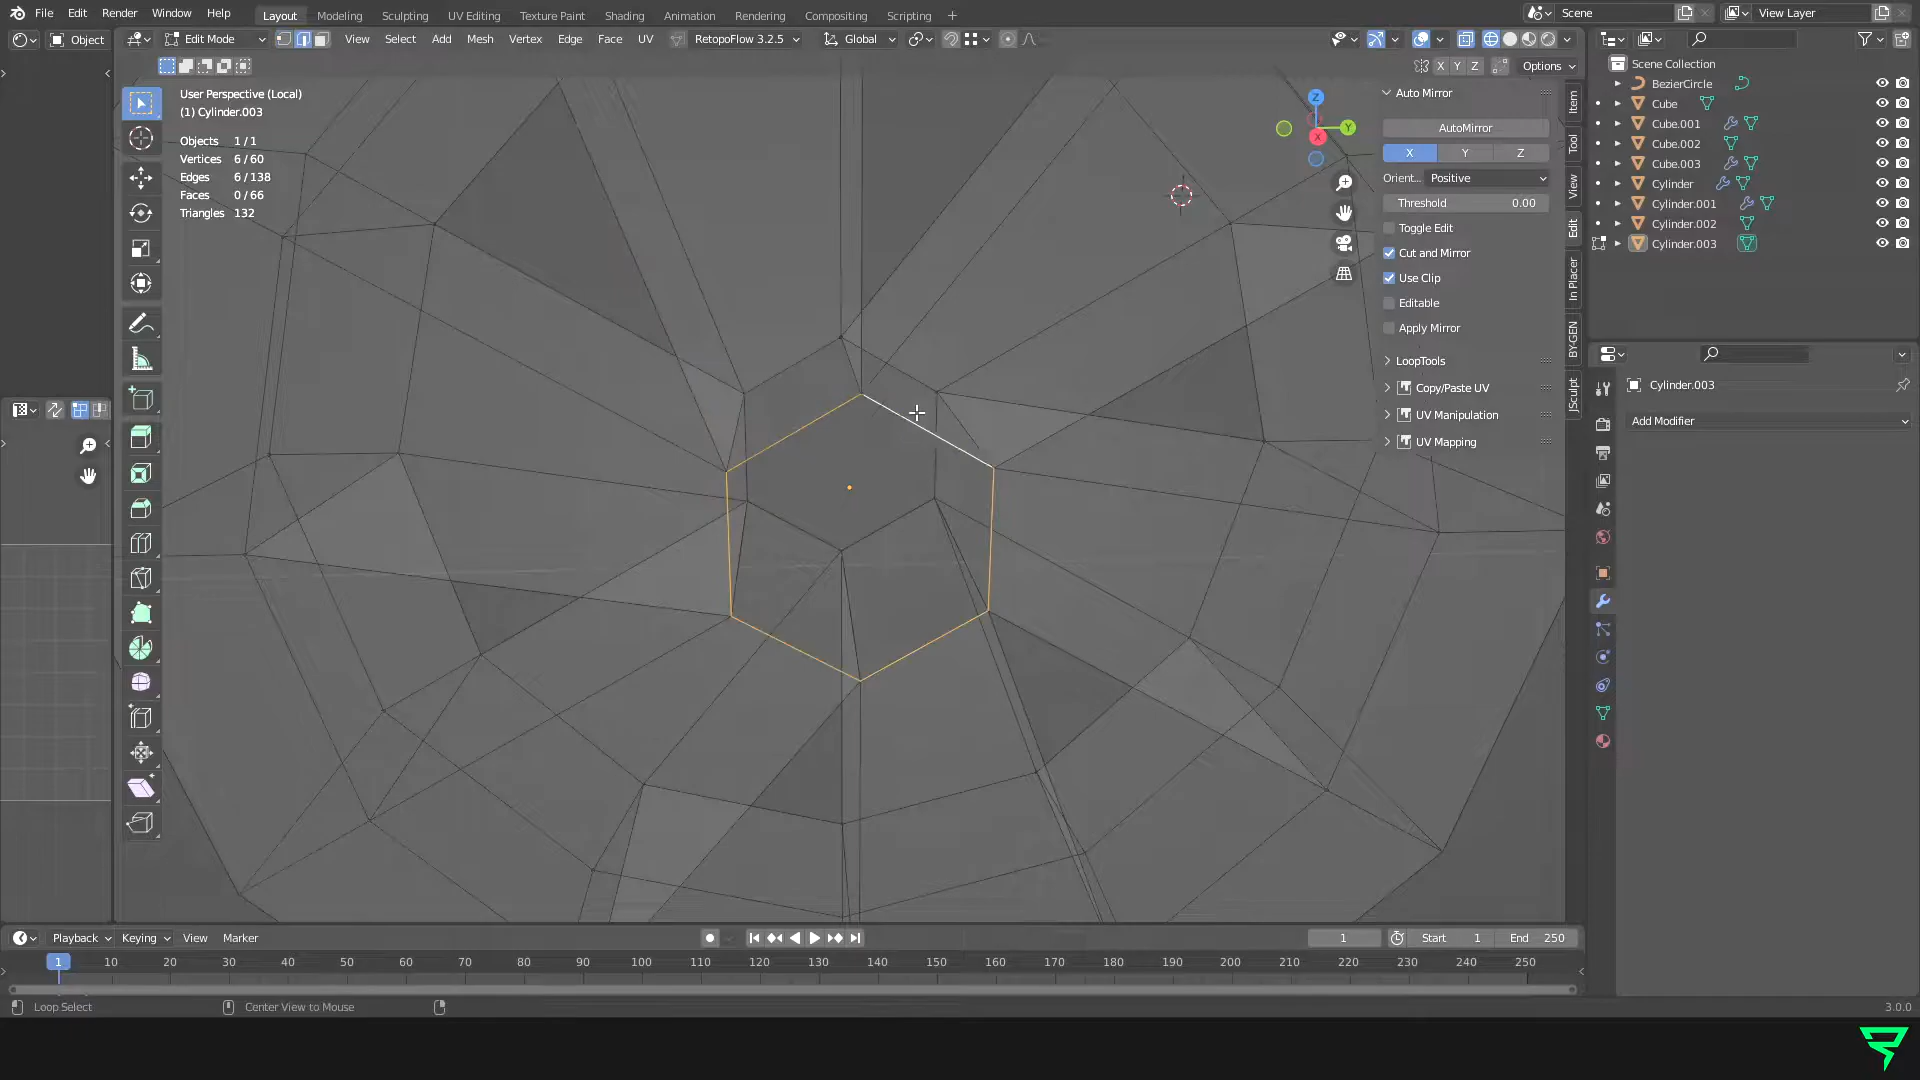 File Edit Render Window Help Layout Modeling Sculpting UV Editing Texture Paint Shading Animation Rendering Compositing Scripting Scene View Layer
Object Edit Mode View Select Add Mesh Vertex Edge Face UV RetopoFlow 3.2.5 Global
X Y Z Options
User Perspective (Local)
(1) Cylinder.003
Objects 1 / 1
Vertices 6 / 60
Edges 6 / 138
Faces 0 / 66
Triangles 132
Z
Y
X
Auto Mirror
AutoMirror
X Y Z
Orient... Positive
Threshold 0.00
Toggle Edit
Cut and Mirror
Use Clip
Editable
Apply Mirror
LoopTools
Copy/Paste UV
UV Manipulation
UV Mapping
Item
Tool
View
Edit
In Placer
BY-GEN
JSculpt
Scene Collection
BezierCircle
Cube
Cube.001
Cube.002
Cube.003
Cylinder
Cylinder.001
Cylinder.002
Cylinder.003
Cylinder.003
Add Modifier
Playback Keying View Marker 1 Start 1 End 250
1 10 20 30 40 50 60 70 80 90 100 110 120 130 140 150 160 170 180 190 200 210 220 230 240 250
Loop Select Center View to Mouse 3.0.0